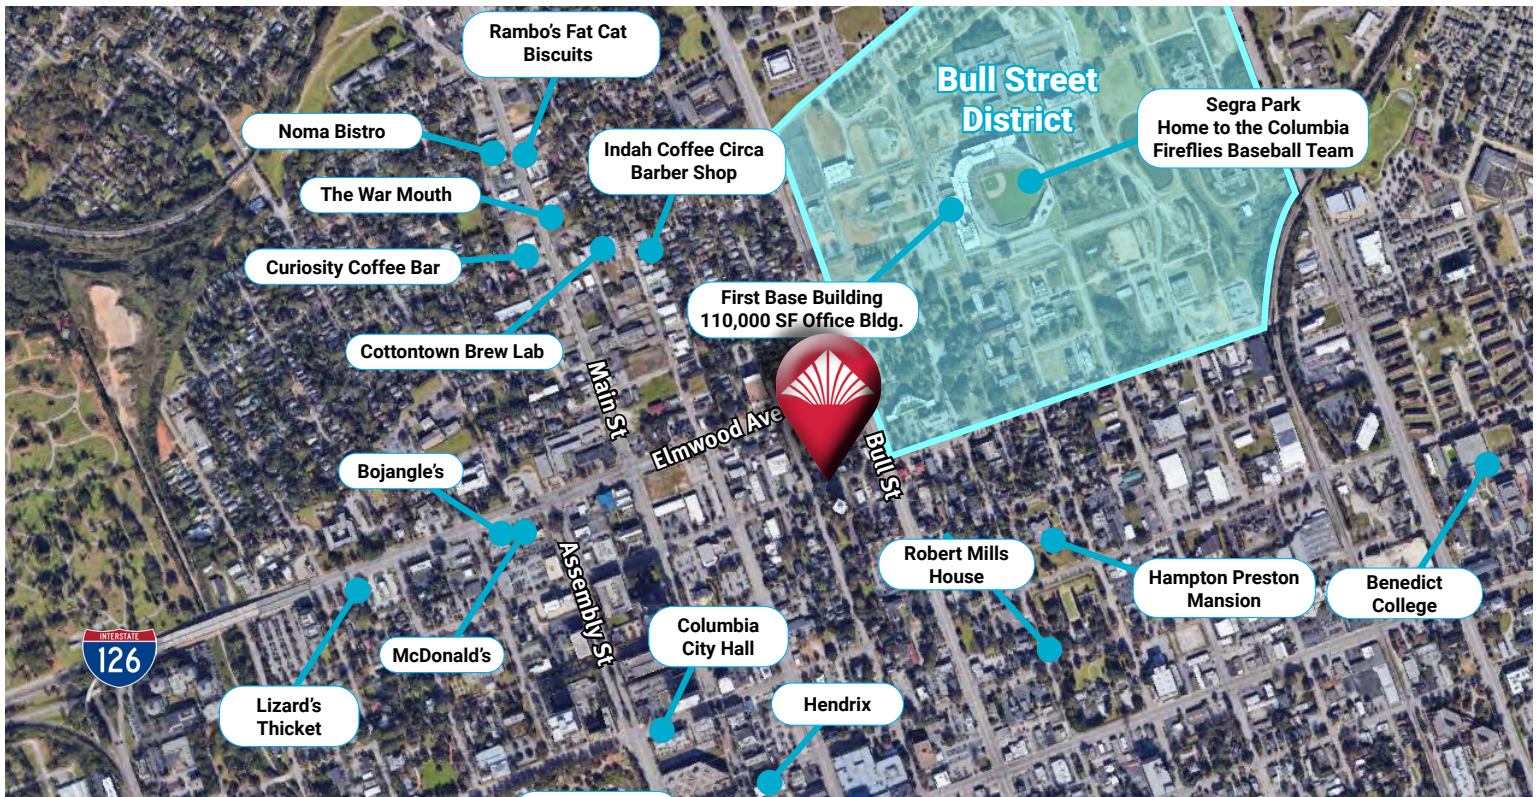 Rambo's Fat Cat
Biscuits
Noma Bistro
Indah Coffee Circa
Barber Shop
The War Mouth
Curiosity Coffee Bar
Cottontown Brew Lab
Bull Street
District
Segra Park
Home to the Columbia
Fireflies Baseball Team
First Base Building
110,000 SF Office Bldg.
Main St
Elmwood Ave
Bull St
Bojangle's
Assembly St
McDonald's
INTERSTATE
126
Lizard's
Thicket
Columbia
City Hall
Hendrix
Robert Mills
House
Hampton Preston
Mansion
Benedict
College